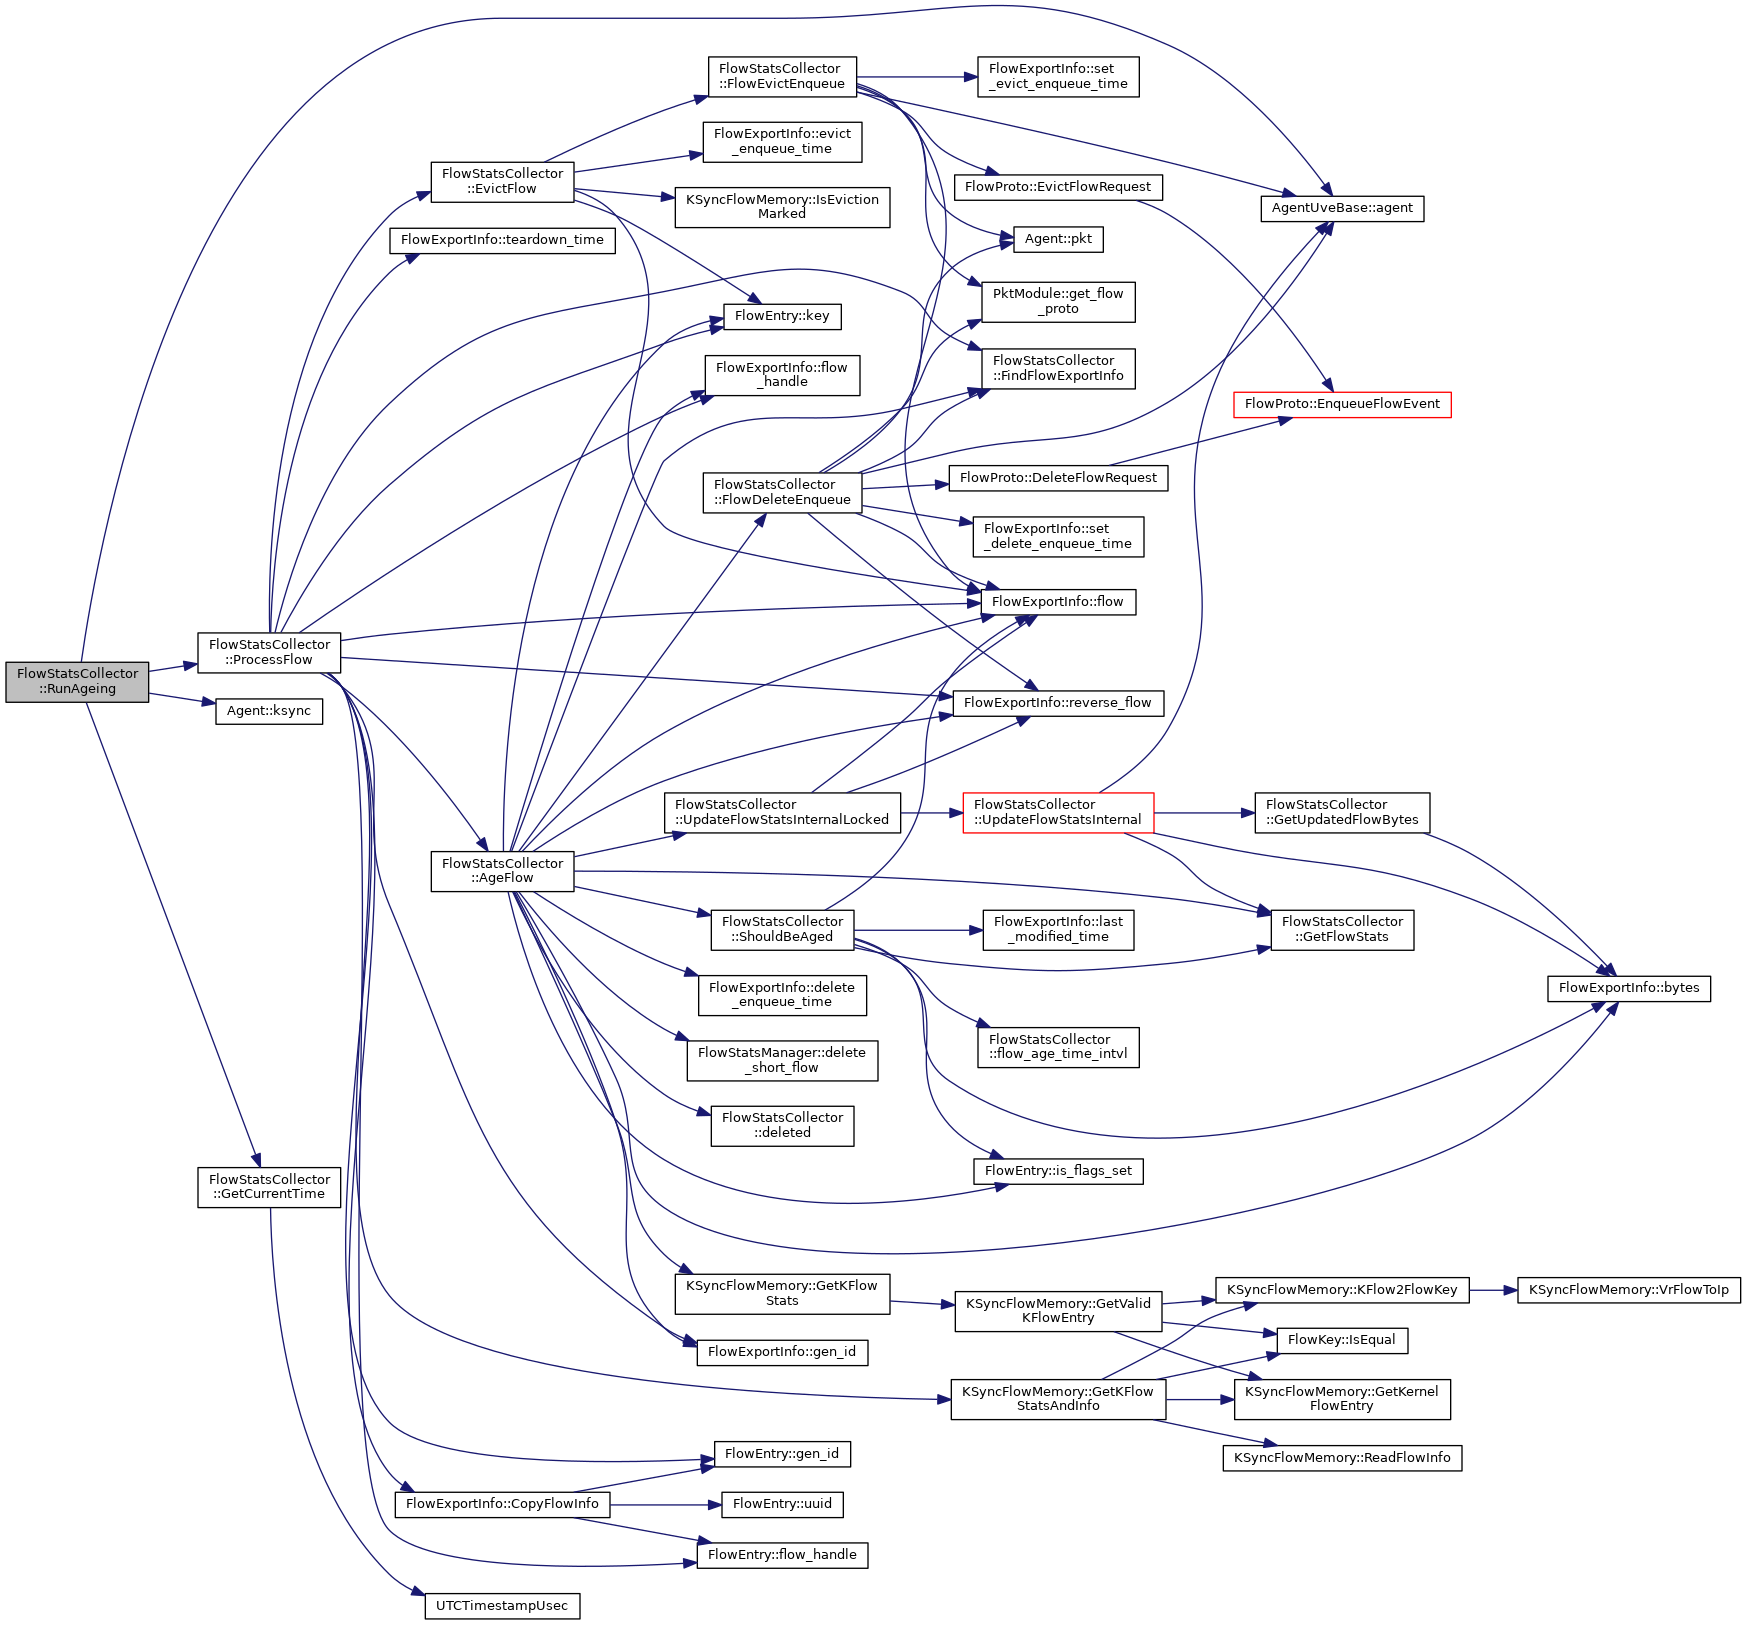 FlowStatsCollector
::RunAgeing
FlowStatsCollector
::ProcessFlow
Agent::ksync
FlowStatsCollector
::GetCurrentTime
FlowStatsCollector
::EvictFlow
FlowExportInfo::teardown_time
FlowStatsCollector
::AgeFlow
FlowExportInfo::CopyFlowInfo
UTCTimestampUsec
FlowStatsCollector
::FlowEvictEnqueue
FlowExportInfo::evict
_enqueue_time
KSyncFlowMemory::IsEviction
Marked
FlowEntry::key
FlowExportInfo::flow
_handle
FlowStatsCollector
::FlowDeleteEnqueue
FlowStatsCollector
::UpdateFlowStatsInternalLocked
FlowStatsCollector
::ShouldBeAged
FlowExportInfo::delete
_enqueue_time
FlowStatsManager::delete
_short_flow
FlowStatsCollector
::deleted
KSyncFlowMemory::GetKFlow
Stats
FlowExportInfo::gen_id
FlowEntry::gen_id
FlowEntry::uuid
FlowEntry::flow_handle
FlowExportInfo::set
_evict_enqueue_time
FlowProto::EvictFlowRequest
Agent::pkt
PktModule::get_flow
_proto
FlowStatsCollector
::FindFlowExportInfo
FlowProto::DeleteFlowRequest
FlowExportInfo::set
_delete_enqueue_time
FlowExportInfo::flow
FlowExportInfo::reverse_flow
FlowStatsCollector
::UpdateFlowStatsInternal
FlowExportInfo::last
_modified_time
FlowStatsCollector
::flow_age_time_intvl
FlowEntry::is_flags_set
KSyncFlowMemory::GetValid
KFlowEntry
KSyncFlowMemory::GetKFlow
StatsAndInfo
AgentUveBase::agent
FlowProto::EnqueueFlowEvent
FlowStatsCollector
::GetUpdatedFlowBytes
FlowStatsCollector
::GetFlowStats
KSyncFlowMemory::KFlow2FlowKey
FlowKey::IsEqual
KSyncFlowMemory::GetKernel
FlowEntry
KSyncFlowMemory::ReadFlowInfo
FlowExportInfo::bytes
KSyncFlowMemory::VrFlowToIp